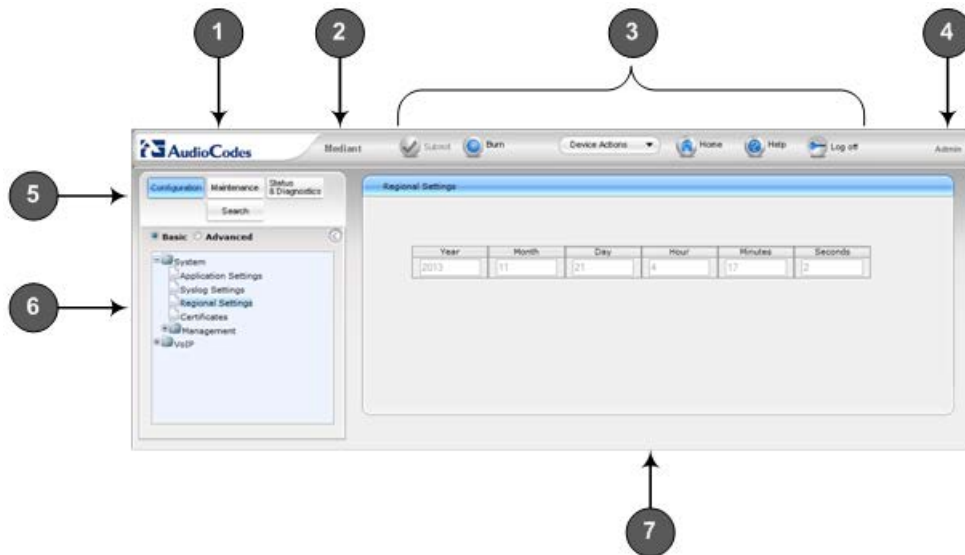 1
2
3
4
AudioCodes
Mediant
Submit
Burn
Device Actions
Home
Help
Log off
Admin
5
Configuration
Maintenance
Status
& Diagnostics
Search
Regional Settings
Basic
Advanced
Year Month Day Hour Minutes Seconds
2013 11 21 4 17 2
6
System
Application Settings
Syslog Settings
Regional Settings
Certificates
Management
VoIP
7